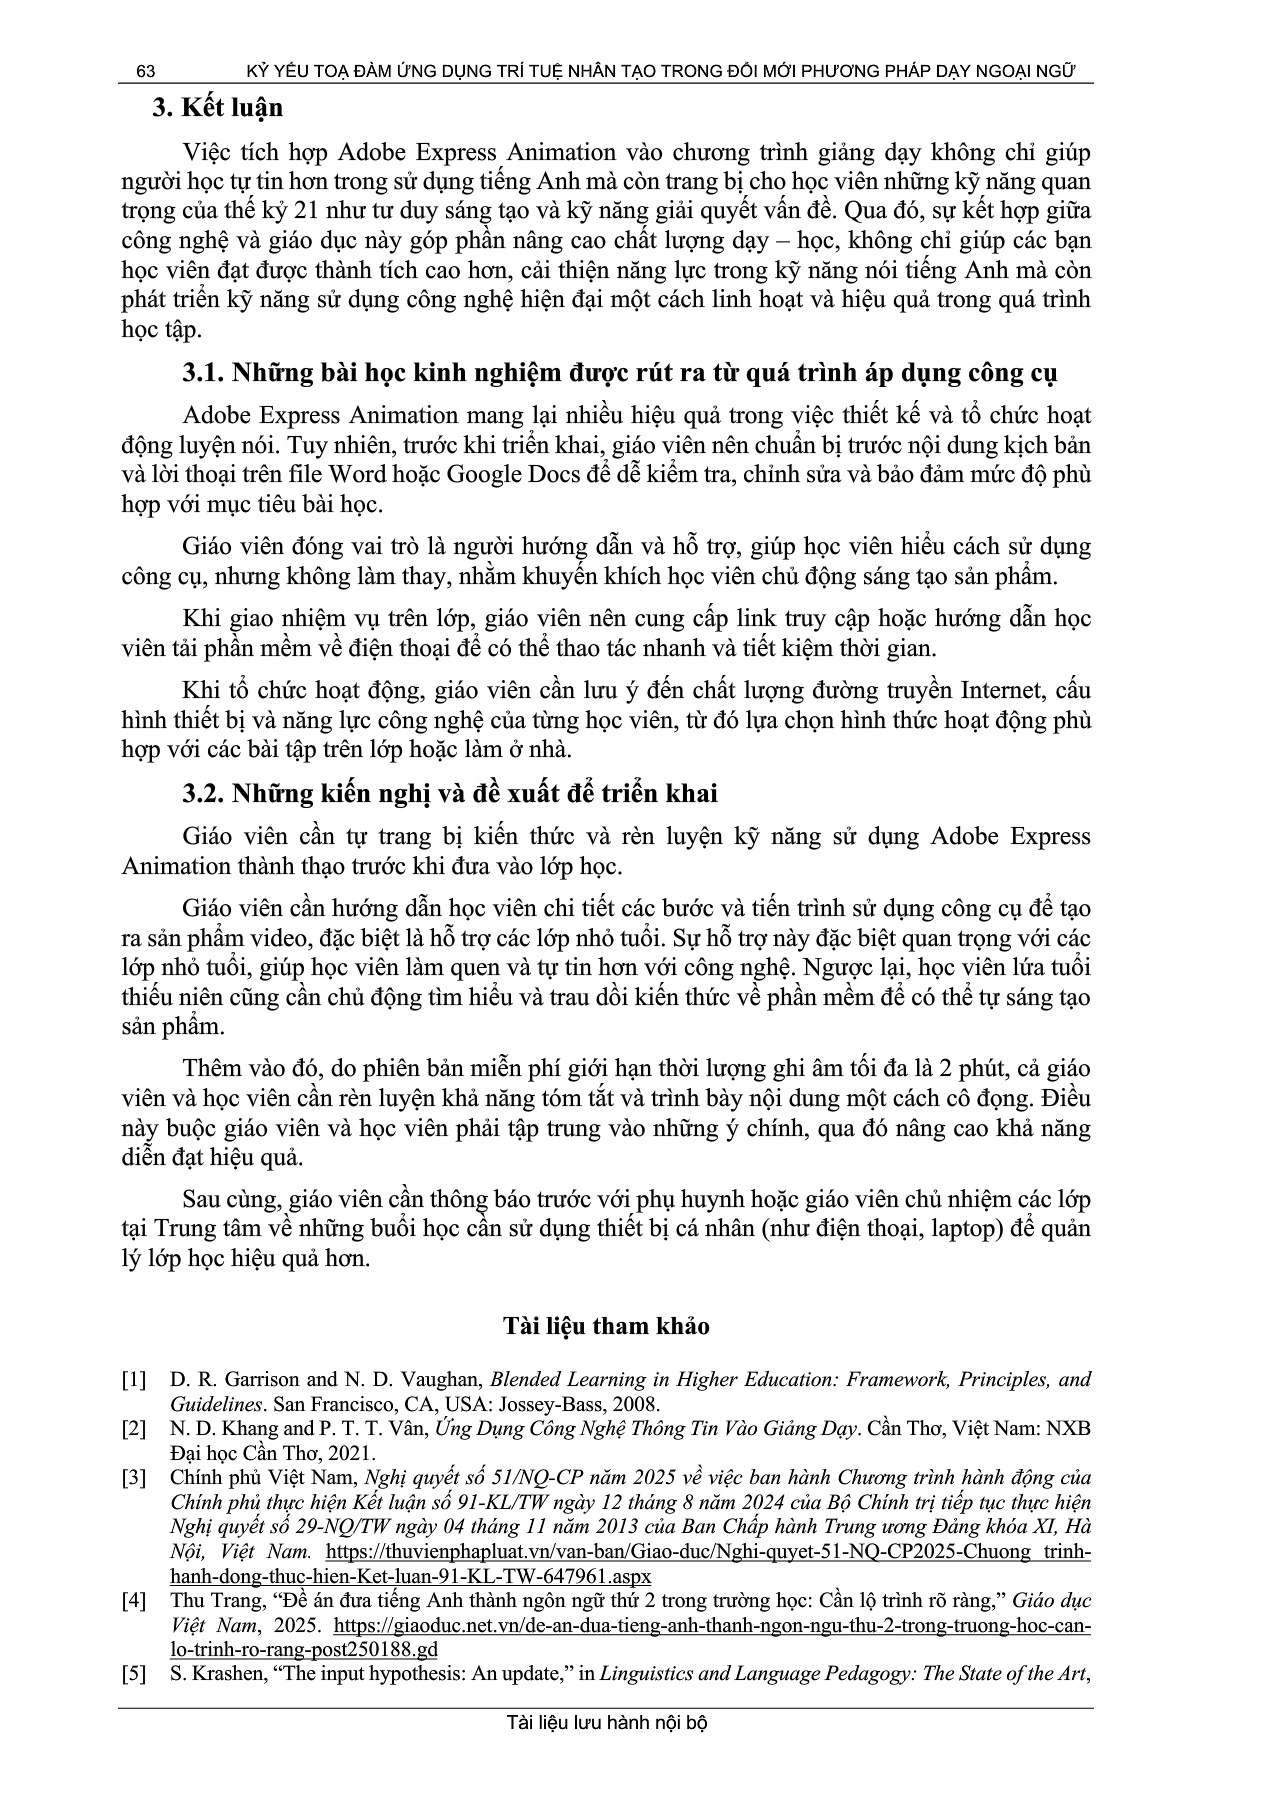 63 KỶ YẾU TOẠ ĐÀM ỨNG DỤNG TRÍ TUỆ NHÂN TẠO TRONG ĐỔI MỚI PHƯƠNG PHÁP DẠY NGOẠI NGỮ
3. Kết luận
Việc tích hợp Adobe Express Animation vào chương trình giảng dạy không chỉ giúp
người học tự tin hơn trong sử dụng tiếng Anh mà còn trang bị cho học viên những kỹ năng quan
trọng của thế kỷ 21 như tư duy sáng tạo và kỹ năng giải quyết vấn đề. Qua đó, sự kết hợp giữa
công nghệ và giáo dục này góp phần nâng cao chất lượng dạy – học, không chỉ giúp các bạn
học viên đạt được thành tích cao hơn, cải thiện năng lực trong kỹ năng nói tiếng Anh mà còn
phát triển kỹ năng sử dụng công nghệ hiện đại một cách linh hoạt và hiệu quả trong quá trình
học tập.
3.1. Những bài học kinh nghiệm được rút ra từ quá trình áp dụng công cụ
Adobe Express Animation mang lại nhiều hiệu quả trong việc thiết kế và tổ chức hoạt
động luyện nói. Tuy nhiên, trước khi triển khai, giáo viên nên chuẩn bị trước nội dung kịch bản
và lời thoại trên file Word hoặc Google Docs để dễ kiểm tra, chỉnh sửa và bảo đảm mức độ phù
hợp với mục tiêu bài học.
Giáo viên đóng vai trò là người hướng dẫn và hỗ trợ, giúp học viên hiểu cách sử dụng
công cụ, nhưng không làm thay, nhằm khuyến khích học viên chủ động sáng tạo sản phẩm.
Khi giao nhiệm vụ trên lớp, giáo viên nên cung cấp link truy cập hoặc hướng dẫn học
viên tải phần mềm về điện thoại để có thể thao tác nhanh và tiết kiệm thời gian.
Khi tổ chức hoạt động, giáo viên cần lưu ý đến chất lượng đường truyền Internet, cấu
hình thiết bị và năng lực công nghệ của từng học viên, từ đó lựa chọn hình thức hoạt động phù
hợp với các bài tập trên lớp hoặc làm ở nhà.
3.2. Những kiến nghị và đề xuất để triển khai
Giáo viên cần tự trang bị kiến thức và rèn luyện kỹ năng sử dụng Adobe Express
Animation thành thạo trước khi đưa vào lớp học.
Giáo viên cần hướng dẫn học viên chi tiết các bước và tiến trình sử dụng công cụ để tạo
ra sản phẩm video, đặc biệt là hỗ trợ các lớp nhỏ tuổi. Sự hỗ trợ này đặc biệt quan trọng với các
lớp nhỏ tuổi, giúp học viên làm quen và tự tin hơn với công nghệ. Ngược lại, học viên lứa tuổi
thiếu niên cũng cần chủ động tìm hiểu và trau dồi kiến thức về phần mềm để có thể tự sáng tạo
sản phẩm.
Thêm vào đó, do phiên bản miễn phí giới hạn thời lượng ghi âm tối đa là 2 phút, cả giáo
viên và học viên cần rèn luyện khả năng tóm tắt và trình bày nội dung một cách cô đọng. Điều
này buộc giáo viên và học viên phải tập trung vào những ý chính, qua đó nâng cao khả năng
diễn đạt hiệu quả.
Sau cùng, giáo viên cần thông báo trước với phụ huynh hoặc giáo viên chủ nhiệm các lớp
tại Trung tâm về những buổi học cần sử dụng thiết bị cá nhân (như điện thoại, laptop) để quản
lý lớp học hiệu quả hơn.
Tài liệu tham khảo
[1] D. R. Garrison and N. D. Vaughan, Blended Learning in Higher Education: Framework, Principles, and
Guidelines. San Francisco, CA, USA: Jossey-Bass, 2008.
[2] N. D. Khang and P. T. T. Vân, Ứng Dụng Công Nghệ Thông Tin Vào Giảng Dạy. Cần Thơ, Việt Nam: NXB
Đại học Cần Thơ, 2021.
[3] Chính phủ Việt Nam, Nghị quyết số 51/NQ-CP năm 2025 về việc ban hành Chương trình hành động của
Chính phủ thực hiện Kết luận số 91-KL/TW ngày 12 tháng 8 năm 2024 của Bộ Chính trị tiếp tục thực hiện
Nghị quyết số 29-NQ/TW ngày 04 tháng 11 năm 2013 của Ban Chấp hành Trung ương Đảng khóa XI, Hà
Nội, Việt Nam. https://thuvienphapluat.vn/van-ban/Giao-duc/Nghi-quyet-51-NQ-CP2025-Chuong trinh-
hanh-dong-thuc-hien-Ket-luan-91-KL-TW-647961.aspx
[4] Thu Trang, “Đề án đưa tiếng Anh thành ngôn ngữ thứ 2 trong trường học: Cần lộ trình rõ ràng,” Giáo dục
Việt Nam, 2025. https://giaoduc.net.vn/de-an-dua-tieng-anh-thanh-ngon-ngu-thu-2-trong-truong-hoc-can-
lo-trinh-ro-rang-post250188.gd
[5] S. Krashen, “The input hypothesis: An update,” in Linguistics and Language Pedagogy: The State of the Art,
Tài liệu lưu hành nội bộ